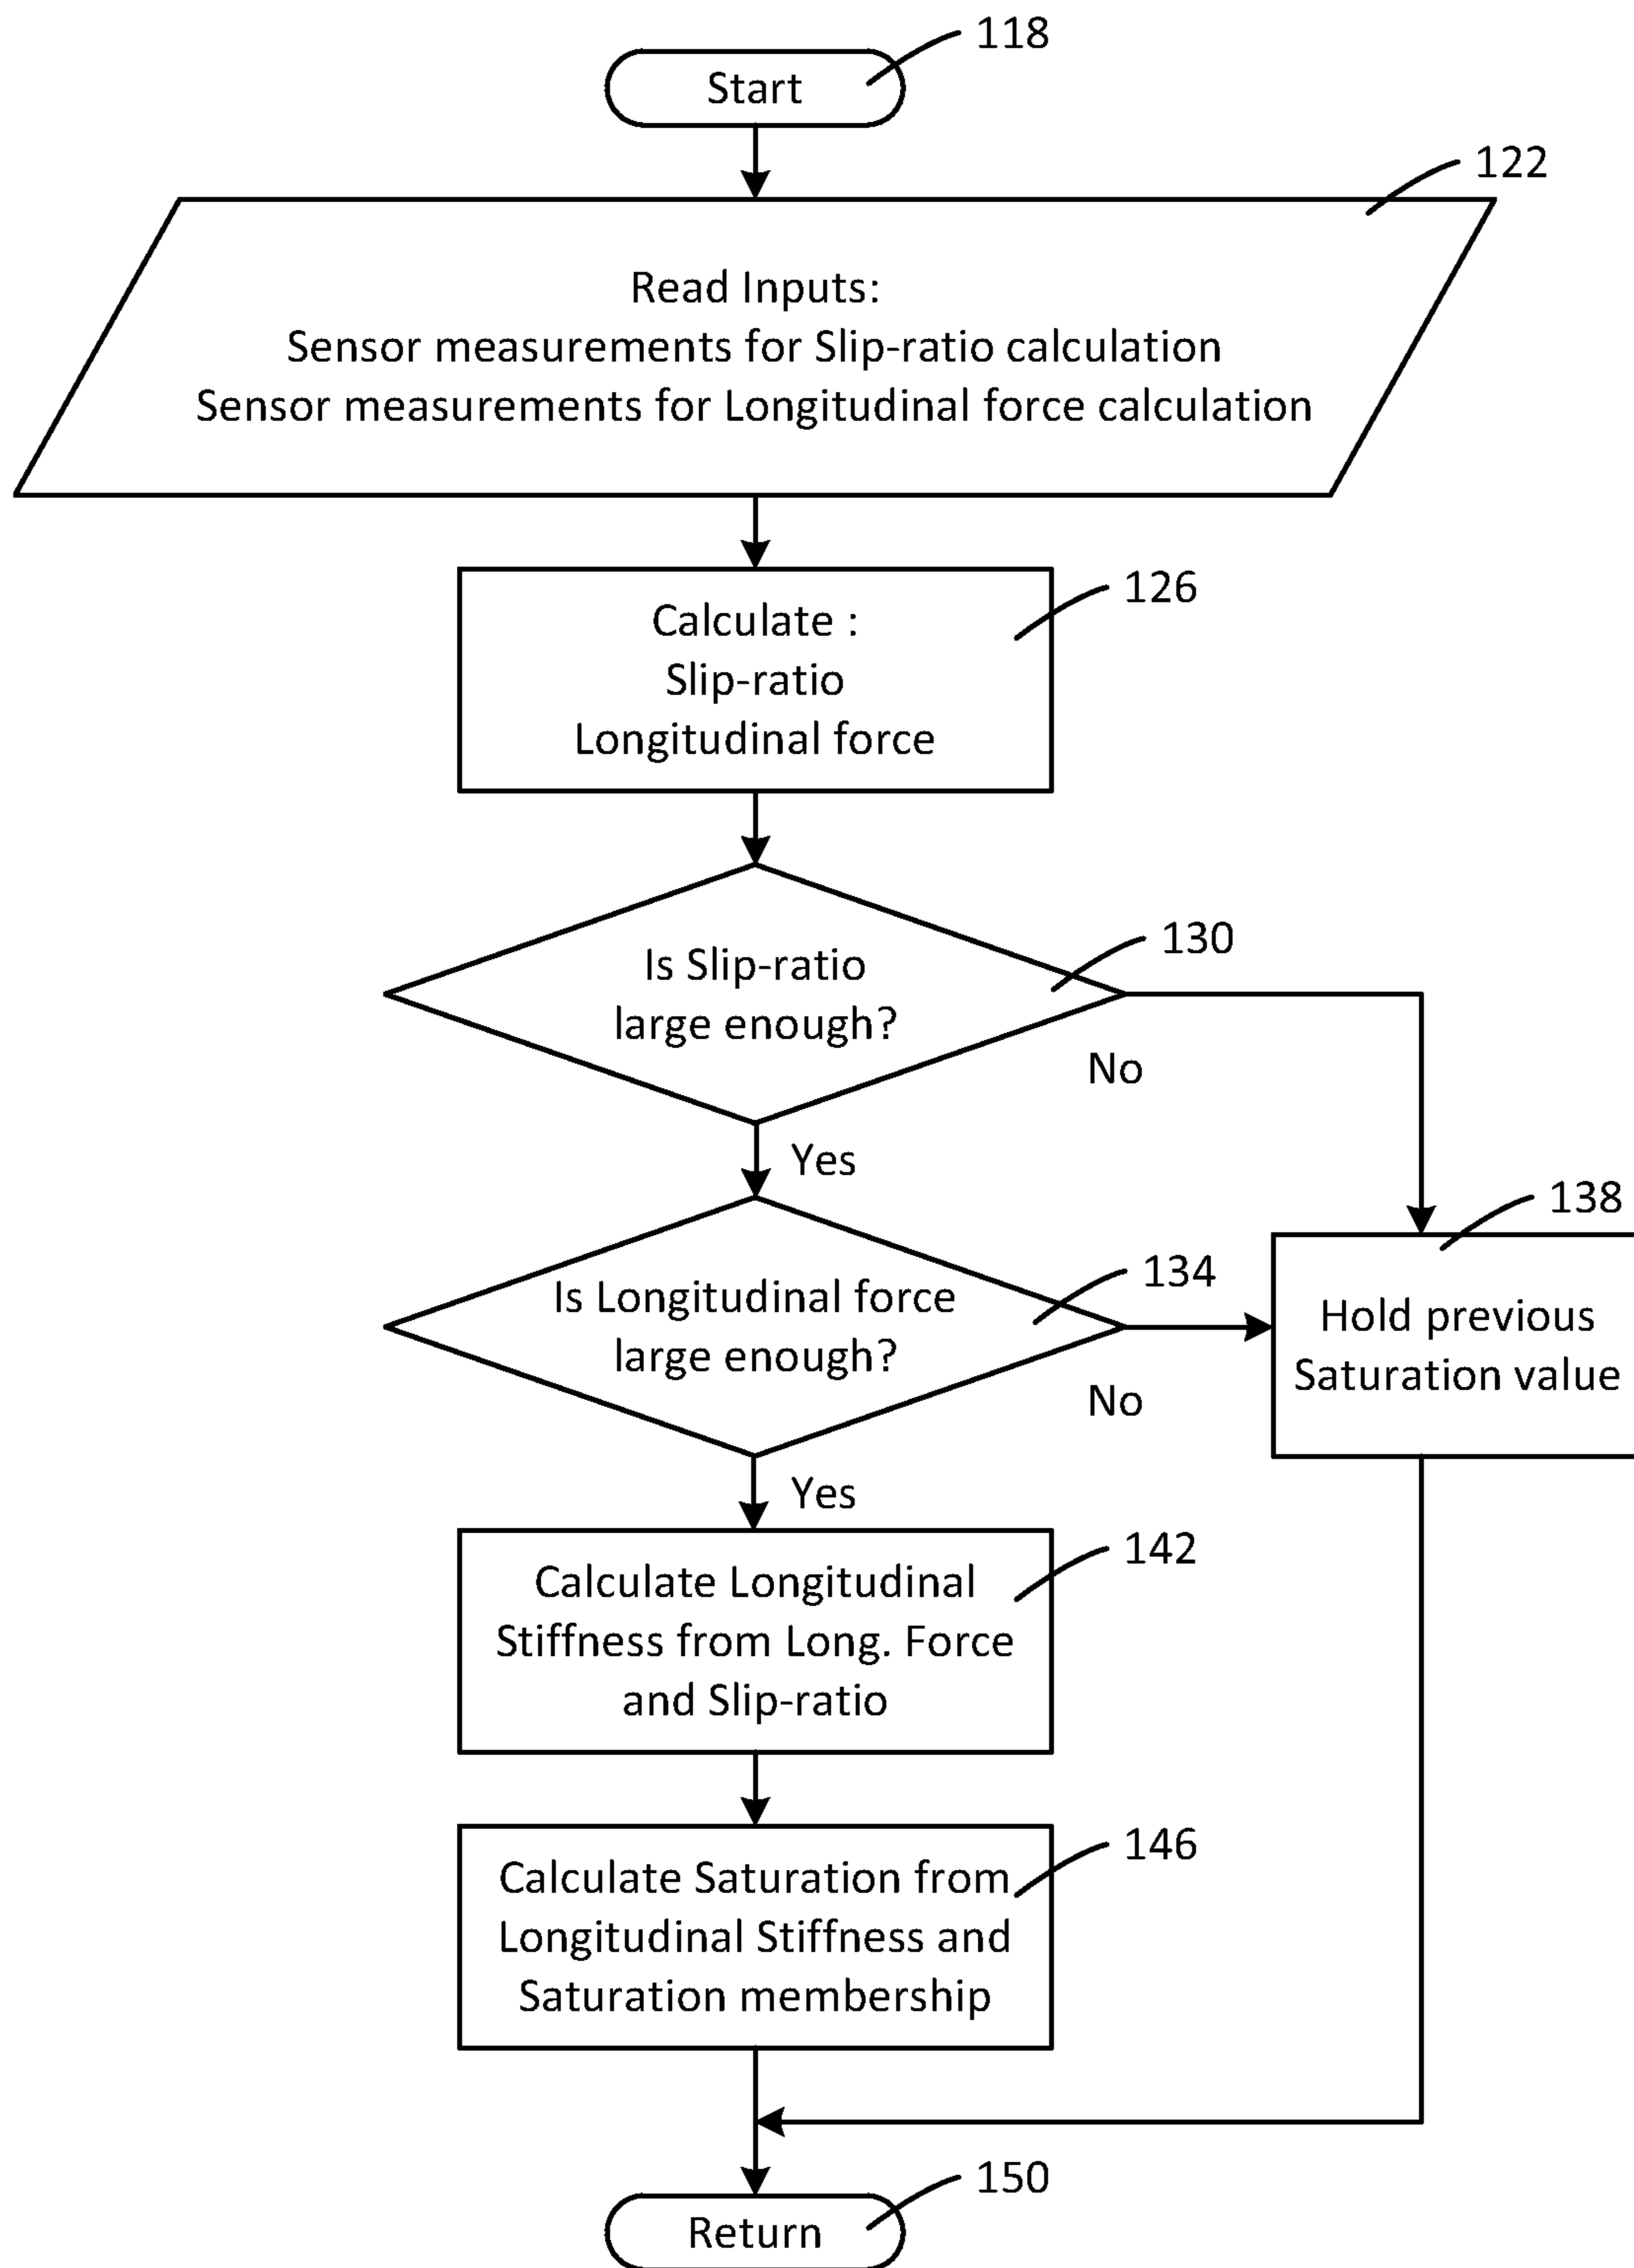 118
Start
122
Read Inputs:
Sensor measurements for Slip-ratio calculation
Sensor measurements for Longitudinal force calculation
126
Calculate :
Slip-ratio
Longitudinal force
130
Is Slip-ratio
large enough?
No
Yes
134
Is Longitudinal force
large enough?
No
Yes
138
Hold previous
Saturation value
142
Calculate Longitudinal
Stiffness from Long. Force
and Slip-ratio
146
Calculate Saturation from
Longitudinal Stiffness and
Saturation membership
150
Return